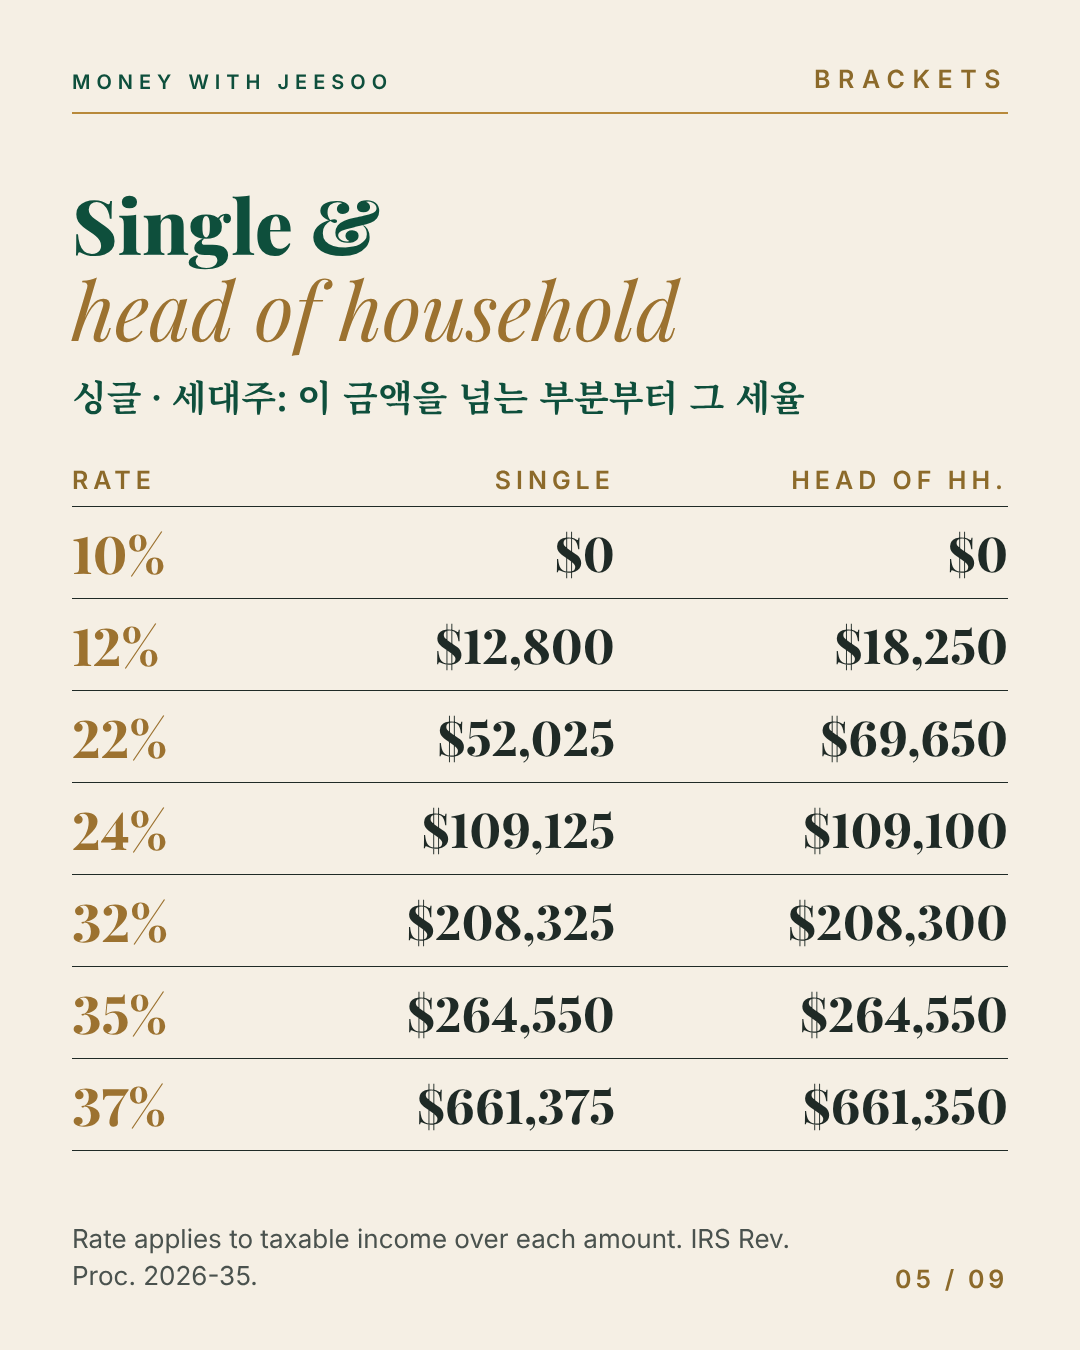 MONEY WITH JEESOO
BRACKETS
Single &
head of household
싱글 · 세대주: 이 금액을 넘는 부분부터 그 세율
RATE SINGLE HEAD OF HH.
10% $0 $0
12% $12,800 $18,250
22% $52,025 $69,650
24% $109,125 $109,100
32% $208,325 $208,300
35% $264,550 $264,550
37% $661,375 $661,350
Rate applies to taxable income over each amount. IRS Rev.
Proc. 2026-35.
05 / 09